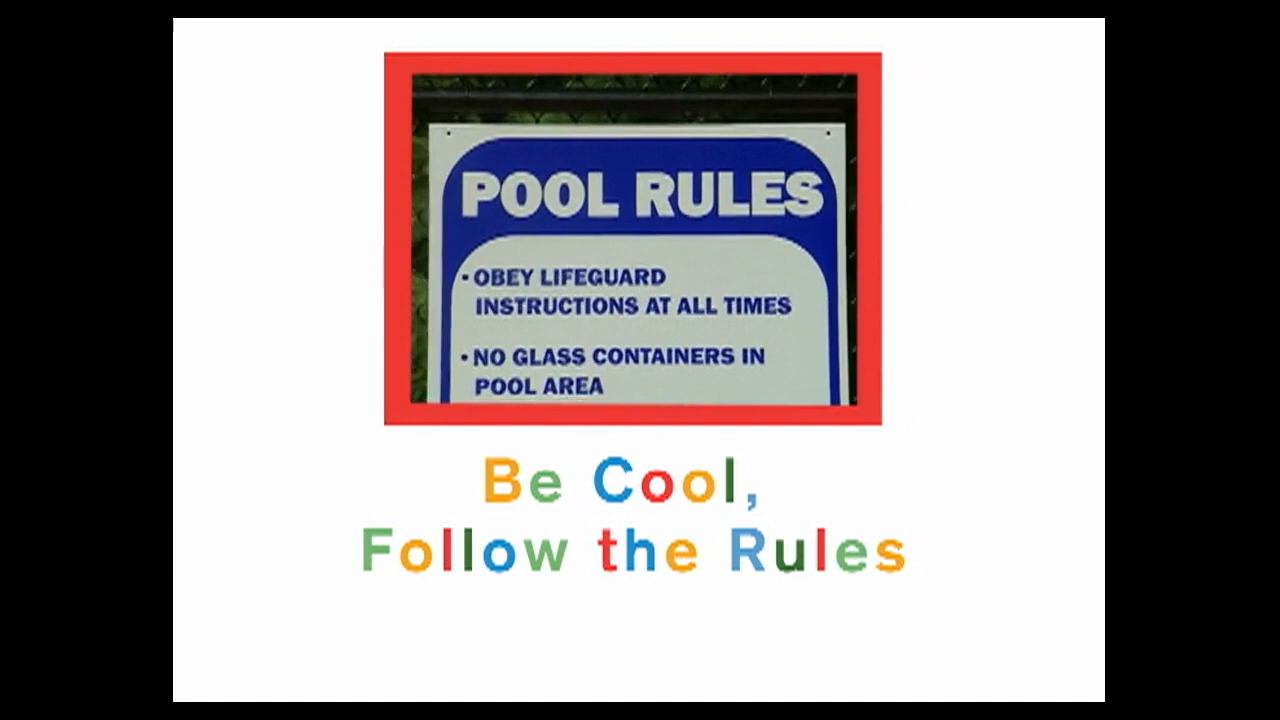 POOL RULES
• OBEY LIFEGUARD
INSTRUCTIONS AT ALL TIMES
• NO GLASS CONTAINERS IN
POOL AREA
Be Cool,
Follow the Rules